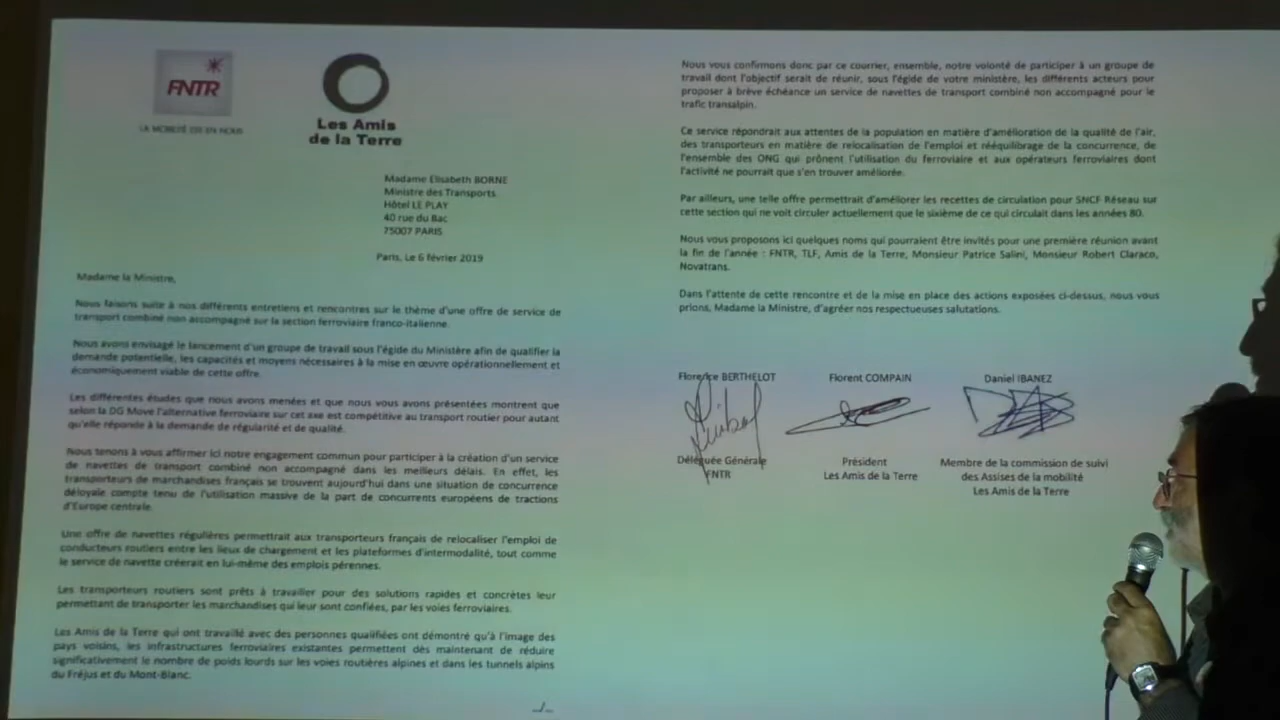 FNTR
LA MOBILITÉ EST EN NOUS
Les Amis
de la Terre
Madame Elisabeth BORNE
Ministre des Transports
Hôtel LE PLAY
40 rue du Bac
75007 PARIS
Paris, Le 6 février 2019
Madame la Ministre,
Nous faisons suite à nos différents entretiens et rencontres sur le thème d'une offre de service de
transport combiné non accompagné sur la section ferroviaire franco-italienne.
Nous avons envisagé le lancement d'un groupe de travail sous l'égide du Ministère afin de qualifier la
demande potentielle, les capacités et moyens nécessaires à la mise en œuvre opérationnellement et
économiquement viable de cette offre.
Les différentes études que nous avons menées et que nous vous avons présentées montrent que
selon la DG Move l'alternative ferroviaire sur cet axe est compétitive au transport routier pour autant
qu'elle réponde à la demande de régularité et de qualité.
Nous tenons à vous affirmer ici notre engagement commun pour participer à la création d'un service
de navettes de transport combiné non accompagné dans les meilleurs délais. En effet, les
transporteurs de marchandises français se trouvent aujourd'hui dans une situation de concurrence
déloyale compte tenu de l'utilisation massive de la part de concurrents européens de tractions
d'Europe centrale.
Une offre de navettes régulières permettrait aux transporteurs français de relocaliser l'emploi de
conducteurs routiers entre les lieux de chargement et les plateformes d'intermodalité, tout comme
le service de navette créerait en lui-même des emplois pérennes.
Les transporteurs routiers sont prêts à travailler pour des solutions rapides et concrètes leur
permettant de transporter les marchandises qui leur sont confiées, par les voies ferroviaires.
Les Amis de la Terre qui ont travaillé avec des personnes qualifiées ont démontré qu'à l'image des
pays voisins, les infrastructures ferroviaires existantes permettent dès maintenant de réduire
significativement le nombre de poids lourds sur les voies routières alpines et dans les tunnels alpins
du Fréjus et du Mont-Blanc.
../...
Nous vous confirmons donc par ce courrier, ensemble, notre volonté de participer à un groupe de
travail dont l'objectif serait de réunir, sous l'égide de votre ministère, les différents acteurs pour
proposer à brève échéance un service de navettes de transport combiné non accompagné pour le
trafic transalpin.
Ce service répondrait aux attentes de la population en matière d'amélioration de la qualité de l'air,
des transporteurs en matière de relocalisation de l'emploi et rééquilibrage de la concurrence, de
l'ensemble des ONG qui prônent l'utilisation du ferroviaire et aux opérateurs ferroviaires dont
l'activité ne pourrait que s'en trouver améliorée.
Par ailleurs, une telle offre permettrait d'améliorer les recettes de circulation pour SNCF Réseau sur
cette section qui ne voit circuler actuellement que le sixième de ce qui circulait dans les années 80.
Nous vous proposons ici quelques noms qui pourraient être invités pour une première réunion avant
la fin de l'année : FNTR, TLF, Amis de la Terre, Monsieur Patrice Salini, Monsieur Robert Claraco,
Novatrans.
Dans l'attente de cette rencontre et de la mise en place des actions exposées ci-dessus, nous vous
prions, Madame la Ministre, d'agréer nos respectueuses salutations.
Florence BERTHELOT
Déléguée Générale
FNTR
Florent COMPAIN
Président
Les Amis de la Terre
Daniel IBANEZ
Membre de la commission de suivi
des Assises de la mobilité
Les Amis de la Terre